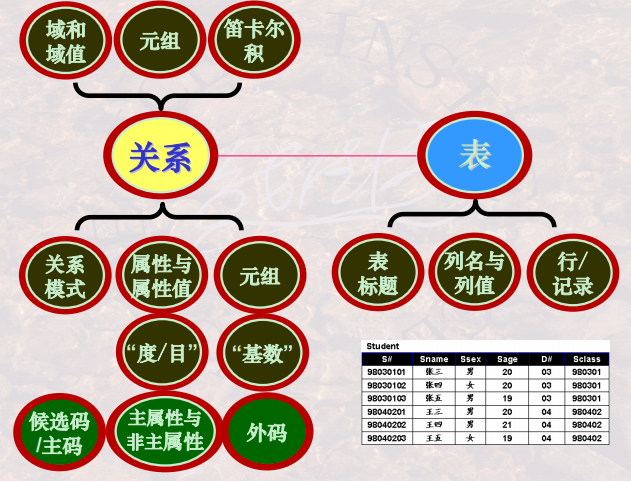 域和
域值
元组
笛卡尔
积
关系
表
关系
模式
属性与
属性值
元组
表
标题
列名与
列值
行/
记录
“度/目”
“基数”
候选码
/主码
主属性与
非主属性
外码
Student
S# Sname Ssex Sage D# Sclass
98030101 张三 男 20 03 980301
98030102 张四 女 20 03 980301
98030103 张五 男 19 03 980301
98040201 王三 男 20 04 980402
98040202 王四 男 21 04 980402
98040203 王五 女 19 04 980402